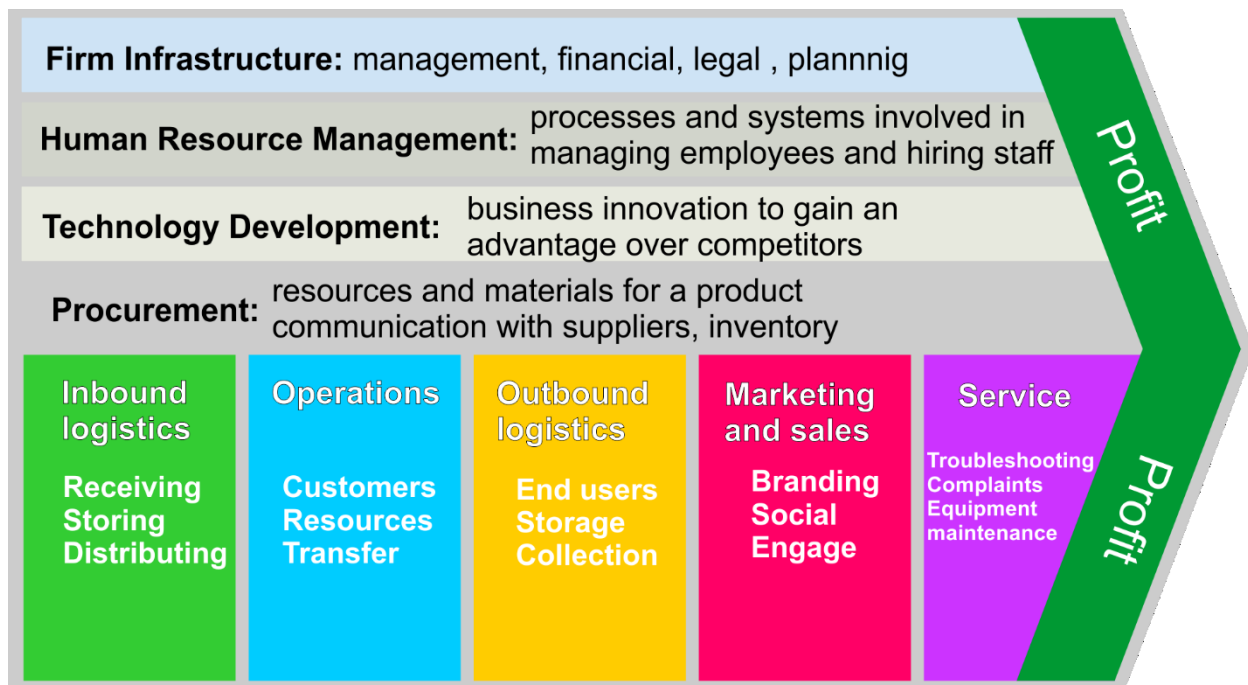 Firm Infrastructure: management, financial, legal , plannnig
Human Resource Management: processes and systems involved in
managing employees and hiring staff
Technology Development: business innovation to gain an
advantage over competitors
Procurement: resources and materials for a product
communication with suppliers, inventory
Inbound
logistics
Receiving
Storing
Distributing
Operations
Customers
Resources
Transfer
Outbound
logistics
End users
Storage
Collection
Marketing
and sales
Branding
Social
Engage
Service
Troubleshooting
Complaints
Equipment
maintenance
Profit
Profit